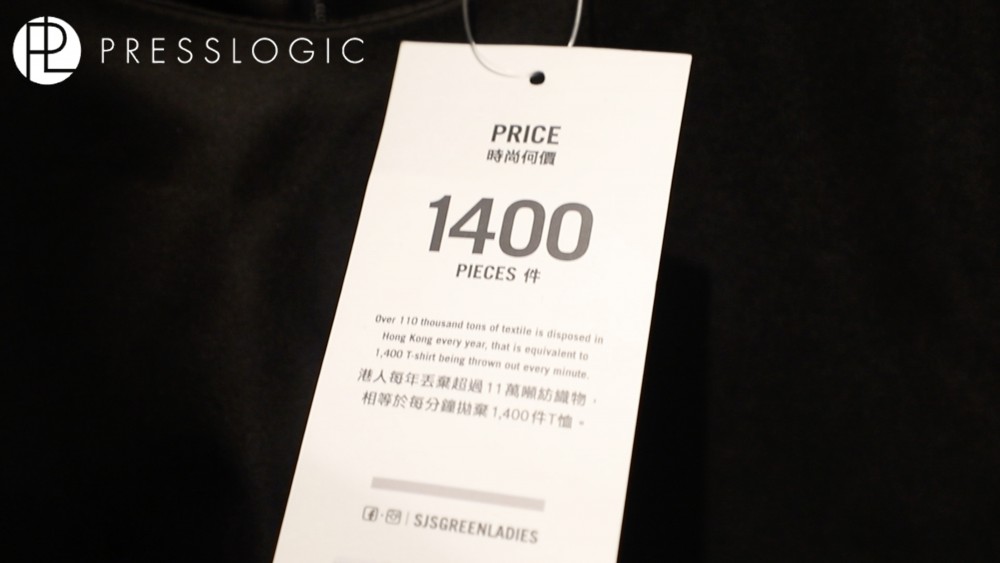 PL PRESSLOGIC
PRICE
時尚何價
1400
PIECES 件
Over 110 thousand tons of textile is disposed in
Hong Kong every year, that is equivalent to
1,400 T-shirt being thrown out every minute.
港人每年丟棄超過11萬噸紡織物，
相等於每分鐘拋棄1,400件T恤。
| SJSGREENLADIES